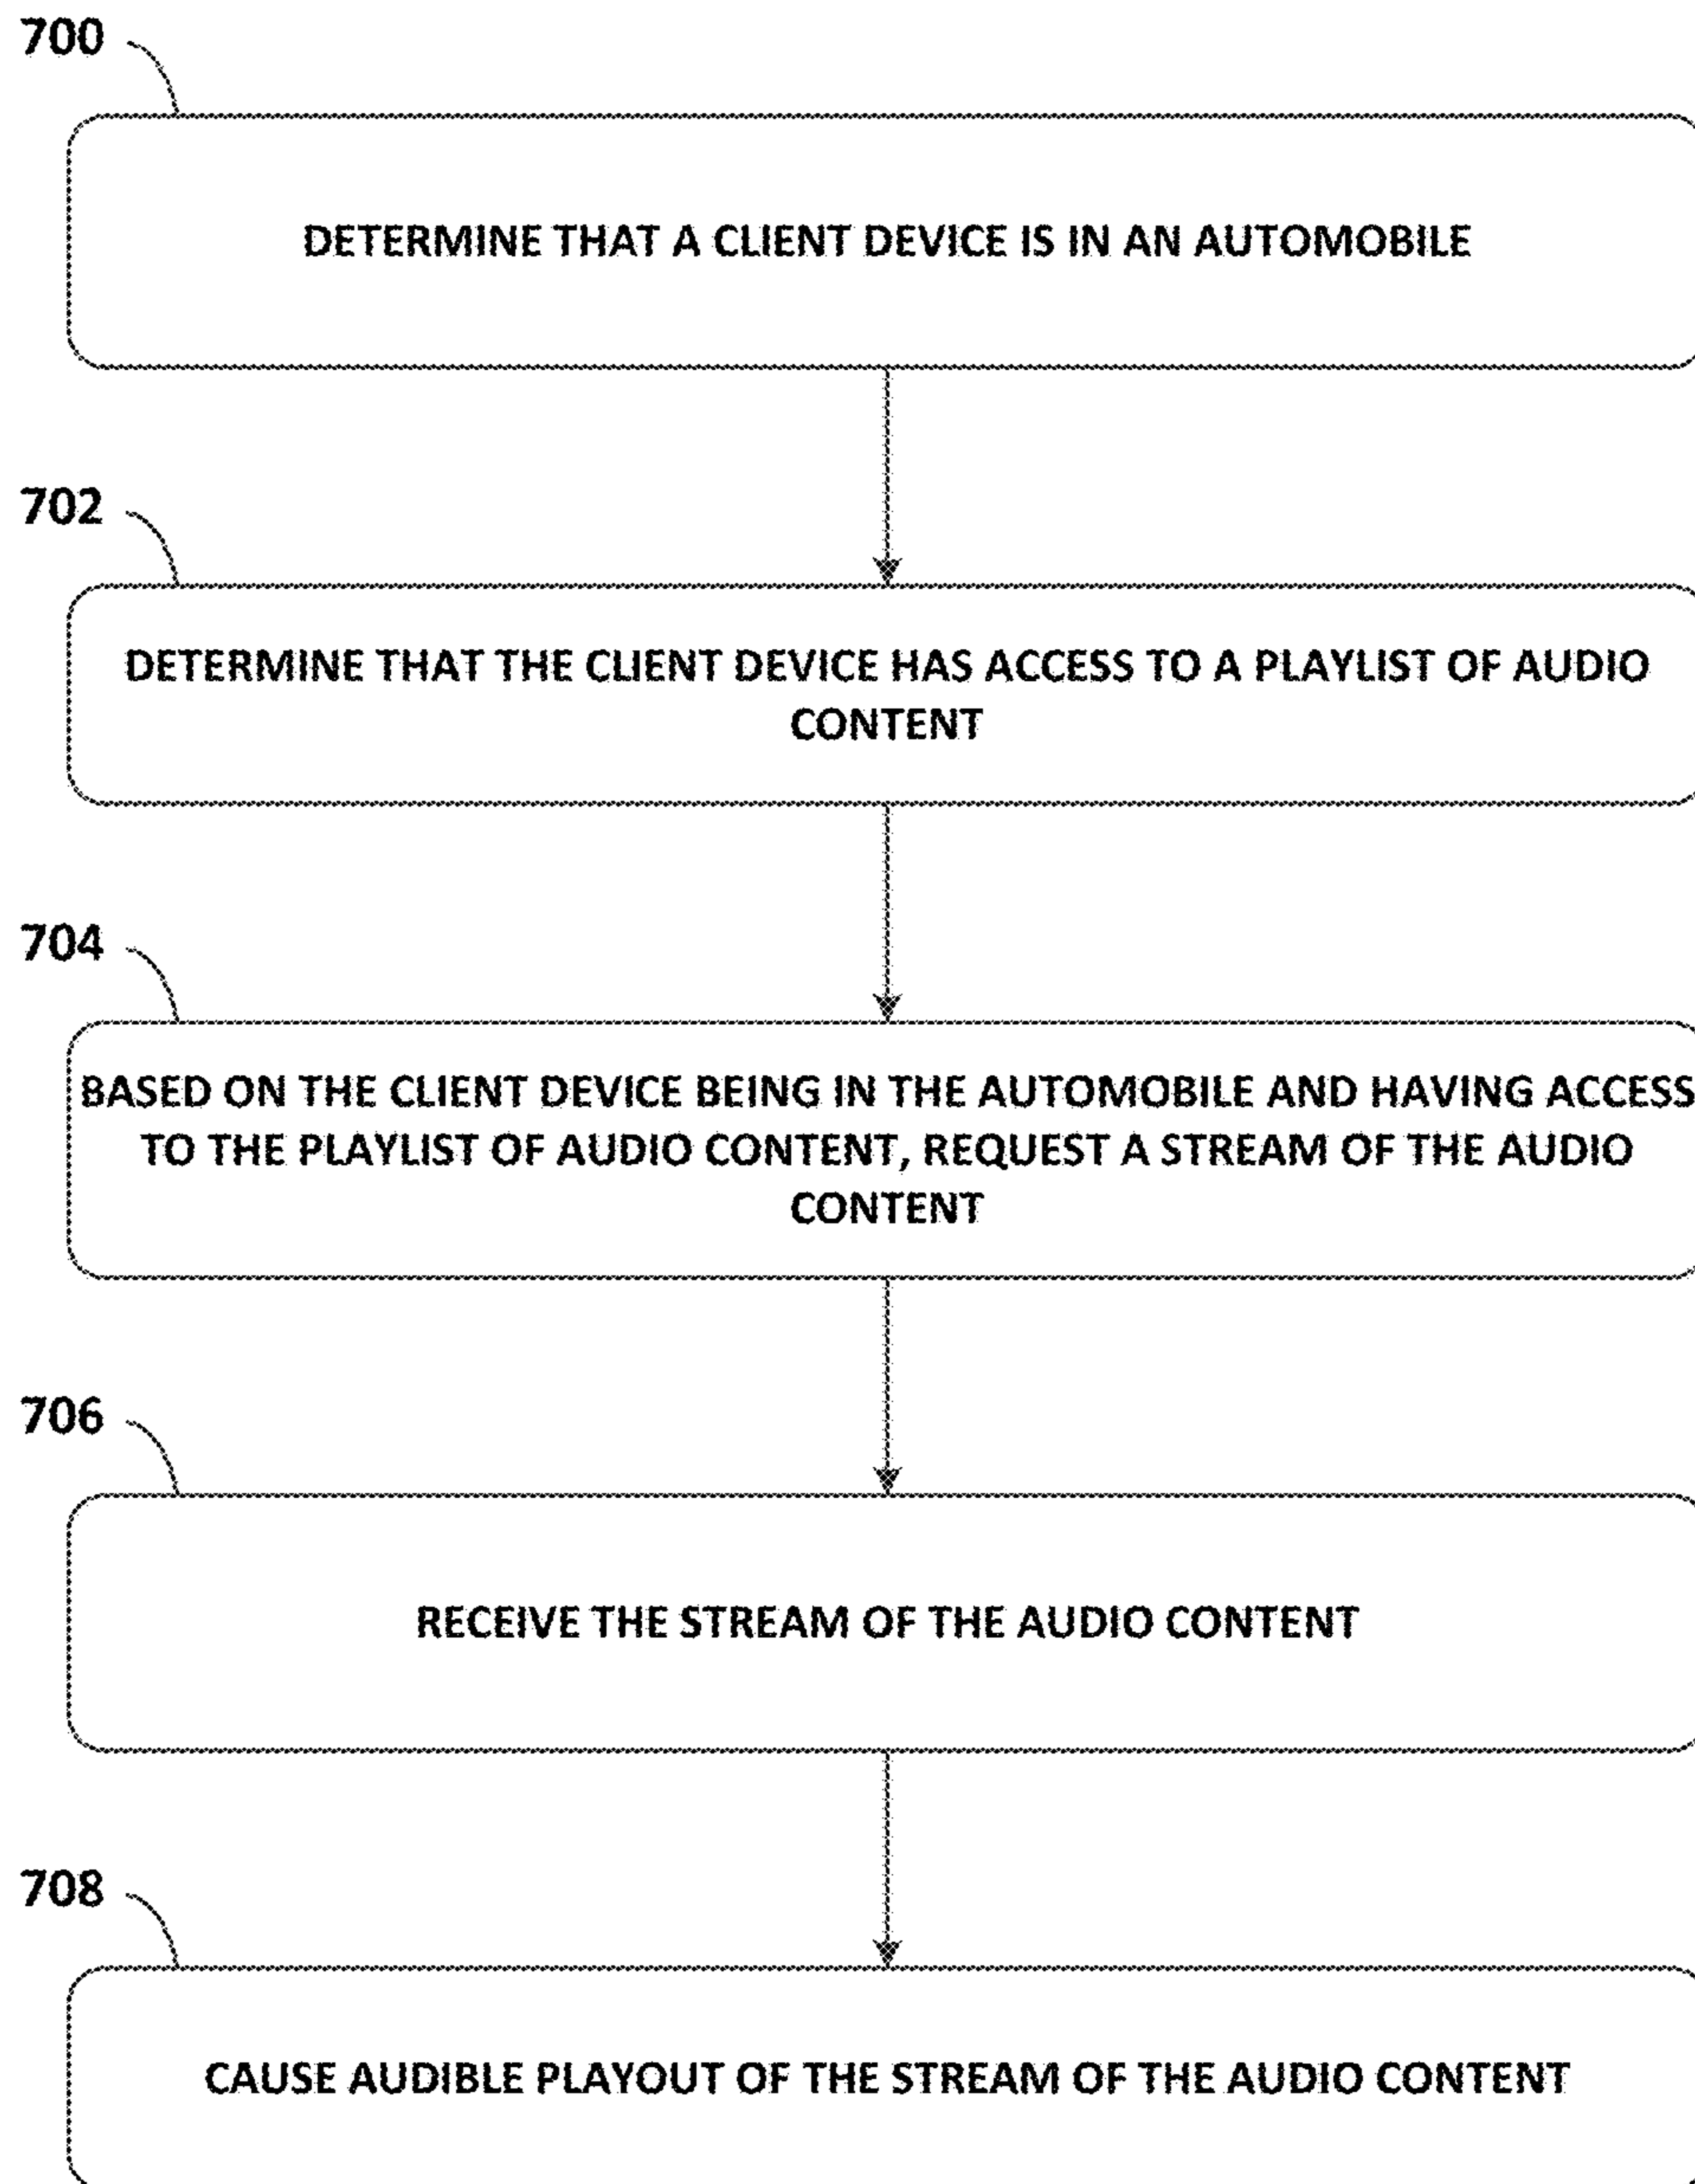 700
DETERMINE THAT A CLIENT DEVICE IS IN AN AUTOMOBILE
702
DETERMINE THAT THE CLIENT DEVICE HAS ACCESS TO A PLAYLIST OF AUDIO
CONTENT
704
BASED ON THE CLIENT DEVICE BEING IN THE AUTOMOBILE AND HAVING ACCESS
TO THE PLAYLIST OF AUDIO CONTENT, REQUEST A STREAM OF THE AUDIO
CONTENT
706
RECEIVE THE STREAM OF THE AUDIO CONTENT
708
CAUSE AUDIBLE PLAYOUT OF THE STREAM OF THE AUDIO CONTENT